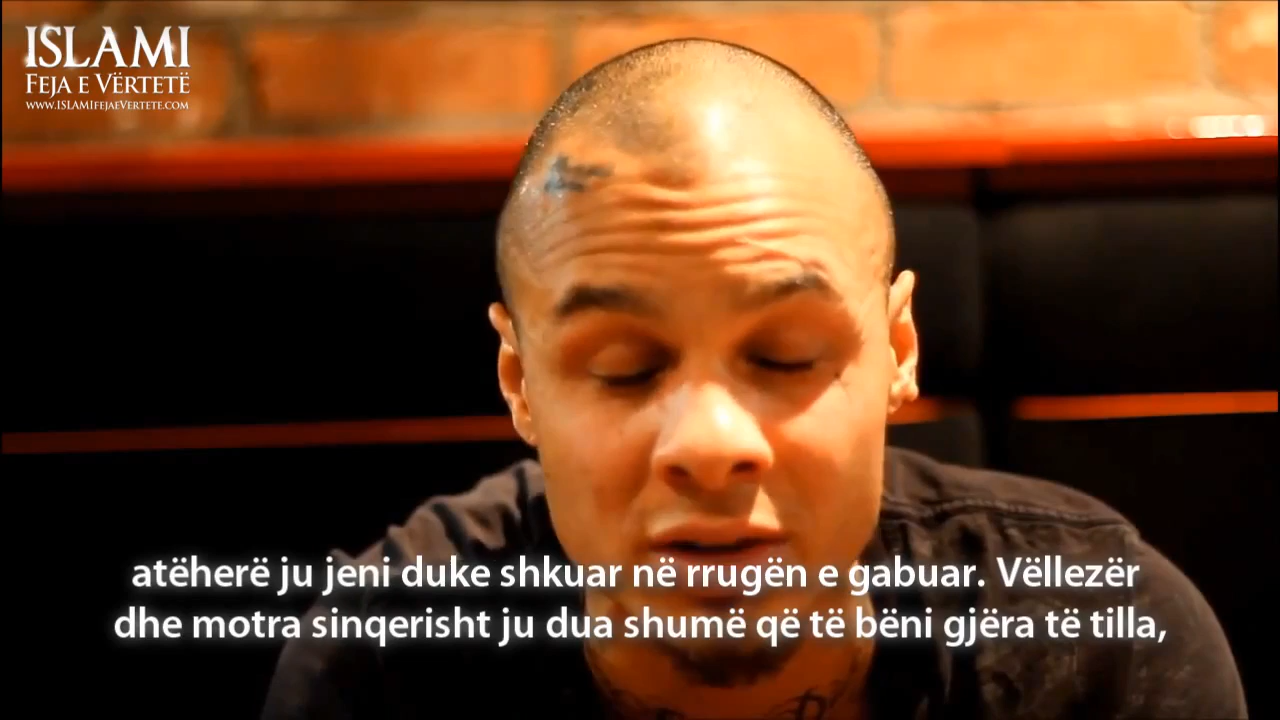 ISLAMI
FEJA E VËRTETË
www.ISLAMIfejaeVertete.com
atëherë ju jeni duke shkuar në rrugën e gabuar. Vëllezër
dhe motra sinqerisht ju dua shumë që të bëni gjëra të tilla,